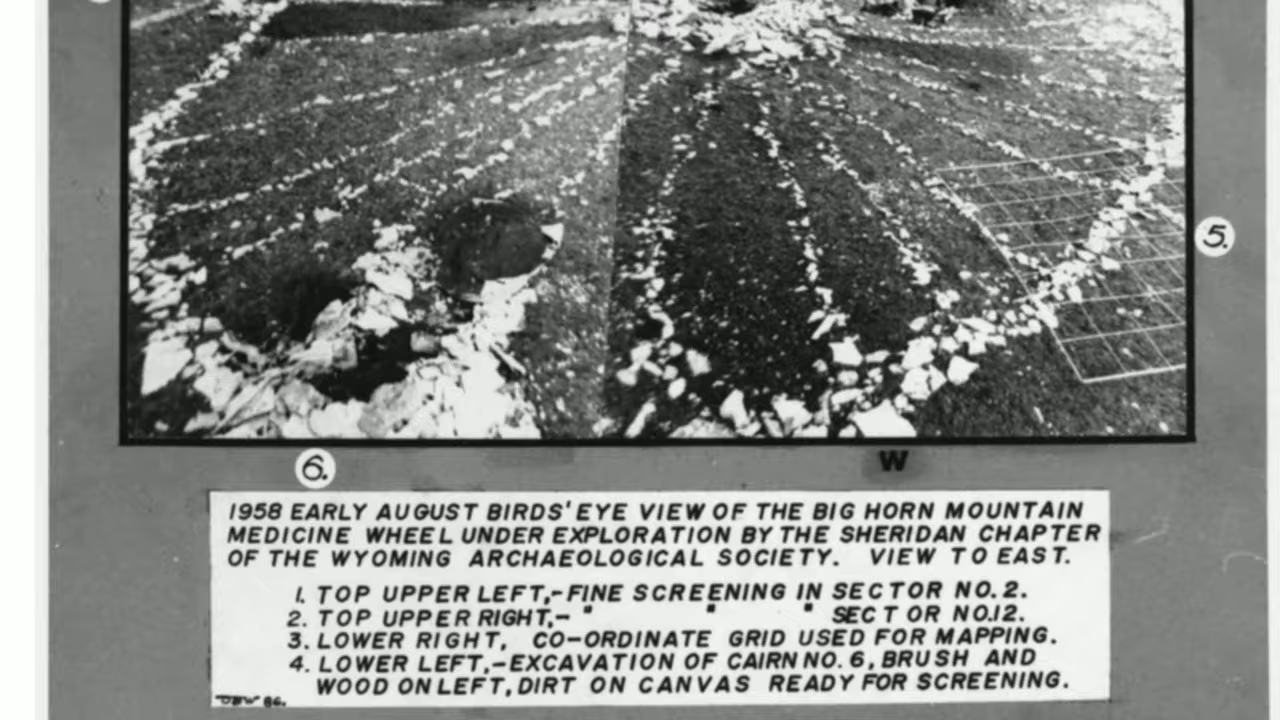 5.
6.
W
1958 EARLY AUGUST BIRDS' EYE VIEW OF THE BIG HORN MOUNTAIN
MEDICINE WHEEL UNDER EXPLORATION BY THE SHERIDAN CHAPTER
OF THE WYOMING ARCHAEOLOGICAL SOCIETY. VIEW TO EAST.
1. TOP UPPER LEFT,-FINE SCREENING IN SECTOR NO. 2.
2. TOP UPPER RIGHT,- " " " SECTOR NO.12.
3. LOWER RIGHT, CO-ORDINATE GRID USED FOR MAPPING.
4. LOWER LEFT,-EXCAVATION OF CAIRN NO. 6, BRUSH AND
WOOD ON LEFT, DIRT ON CANVAS READY FOR SCREENING.
86.